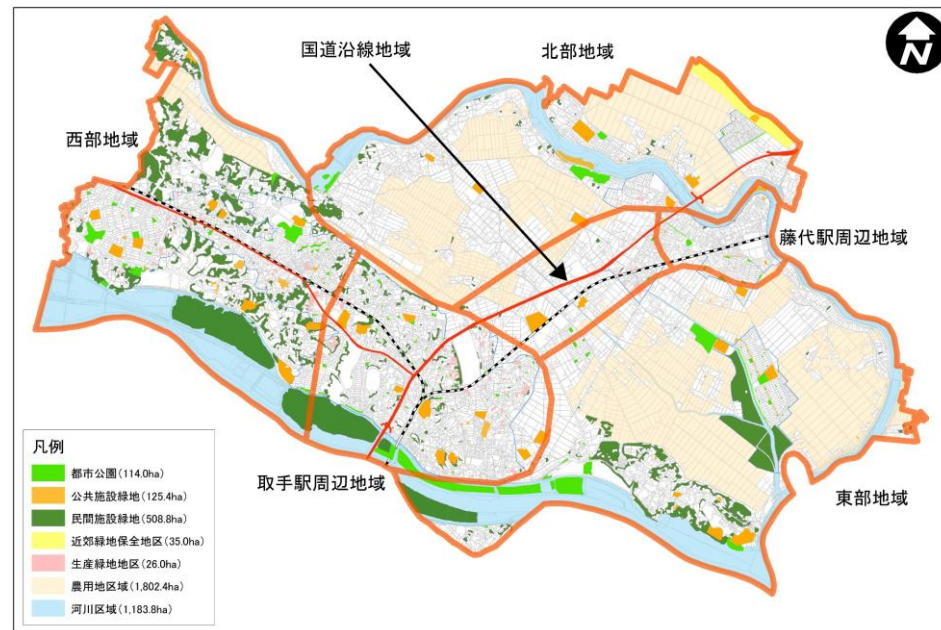 国道沿線地域
北部地域
N
西部地域
藤代駅周辺地域
取手駅周辺地域
東部地域
凡例
都市公園(114.0ha)
公共施設緑地(125.4ha)
民間施設緑地(508.8ha)
近郊緑地保全地区(35.0ha)
生産緑地地区(26.0ha)
農用地区域(1,802.4ha)
河川区域(1,183.8ha)